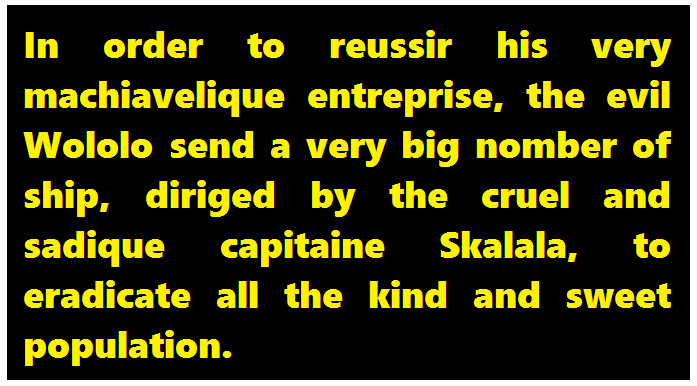 In order to reussir his very
machiavelique entreprise, the evil
Wololo send a very big nomber of
ship, diriged by the cruel and
sadique capitaine Skalala, to
eradicate all the kind and sweet
population.